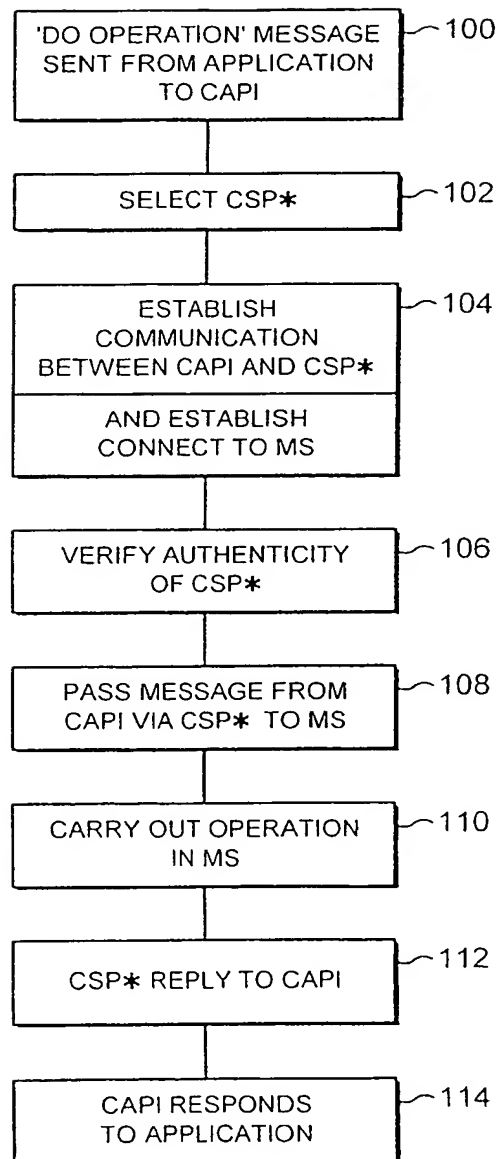 'DO OPERATION' MESSAGE
SENT FROM APPLICATION
TO CAPI
100
SELECT CSP*
102
ESTABLISH
COMMUNICATION
BETWEEN CAPI AND CSP*
104
AND ESTABLISH
CONNECT TO MS
VERIFY AUTHENTICITY
OF CSP*
106
PASS MESSAGE FROM
CAPI VIA CSP* TO MS
108
CARRY OUT OPERATION
IN MS
110
CSP* REPLY TO CAPI
112
CAPI RESPONDS
TO APPLICATION
114